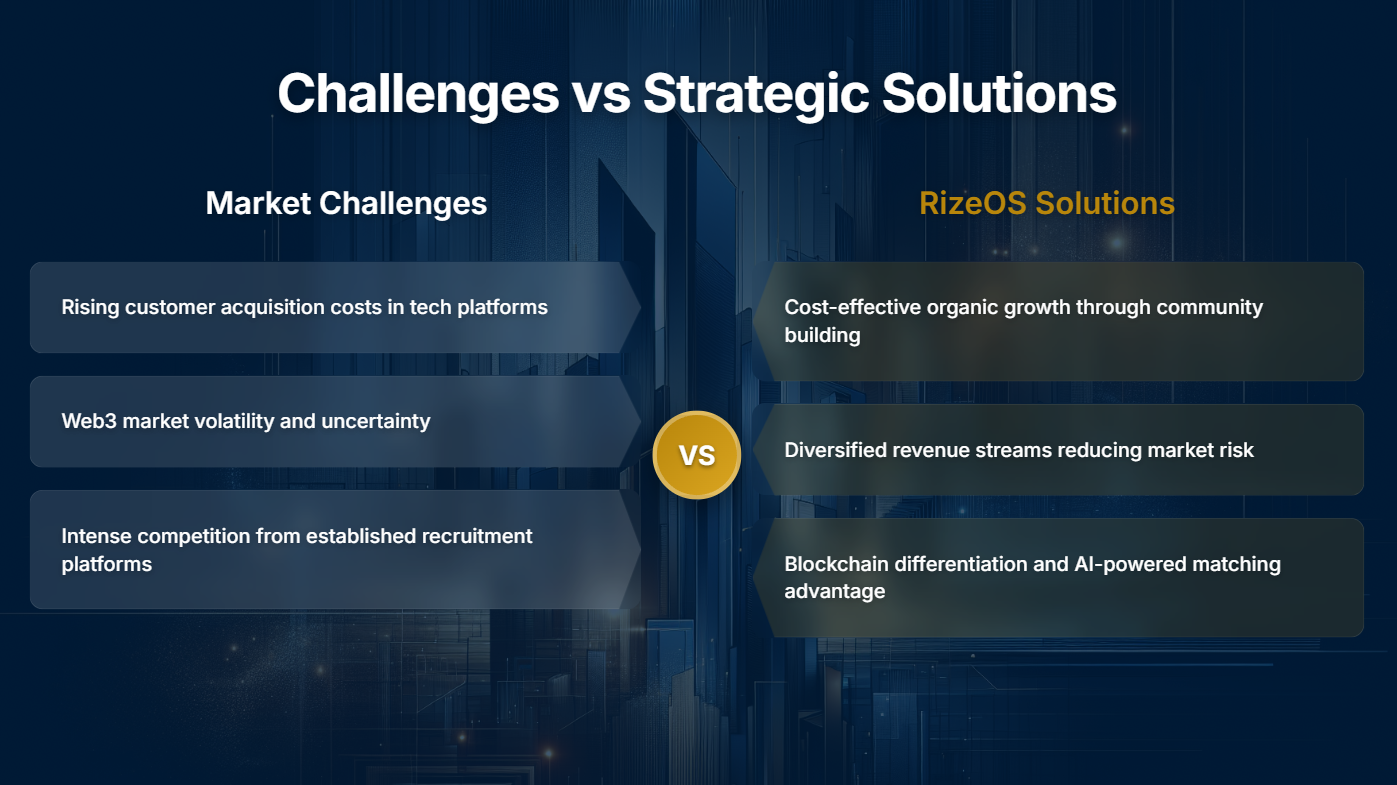 Challenges vs Strategic Solutions
Market Challenges
Rising customer acquisition costs in tech platforms
Web3 market volatility and uncertainty
Intense competition from established recruitment
platforms
VS
RizeOS Solutions
Cost-effective organic growth through community
building
Diversified revenue streams reducing market risk
Blockchain differentiation and AI-powered matching
advantage